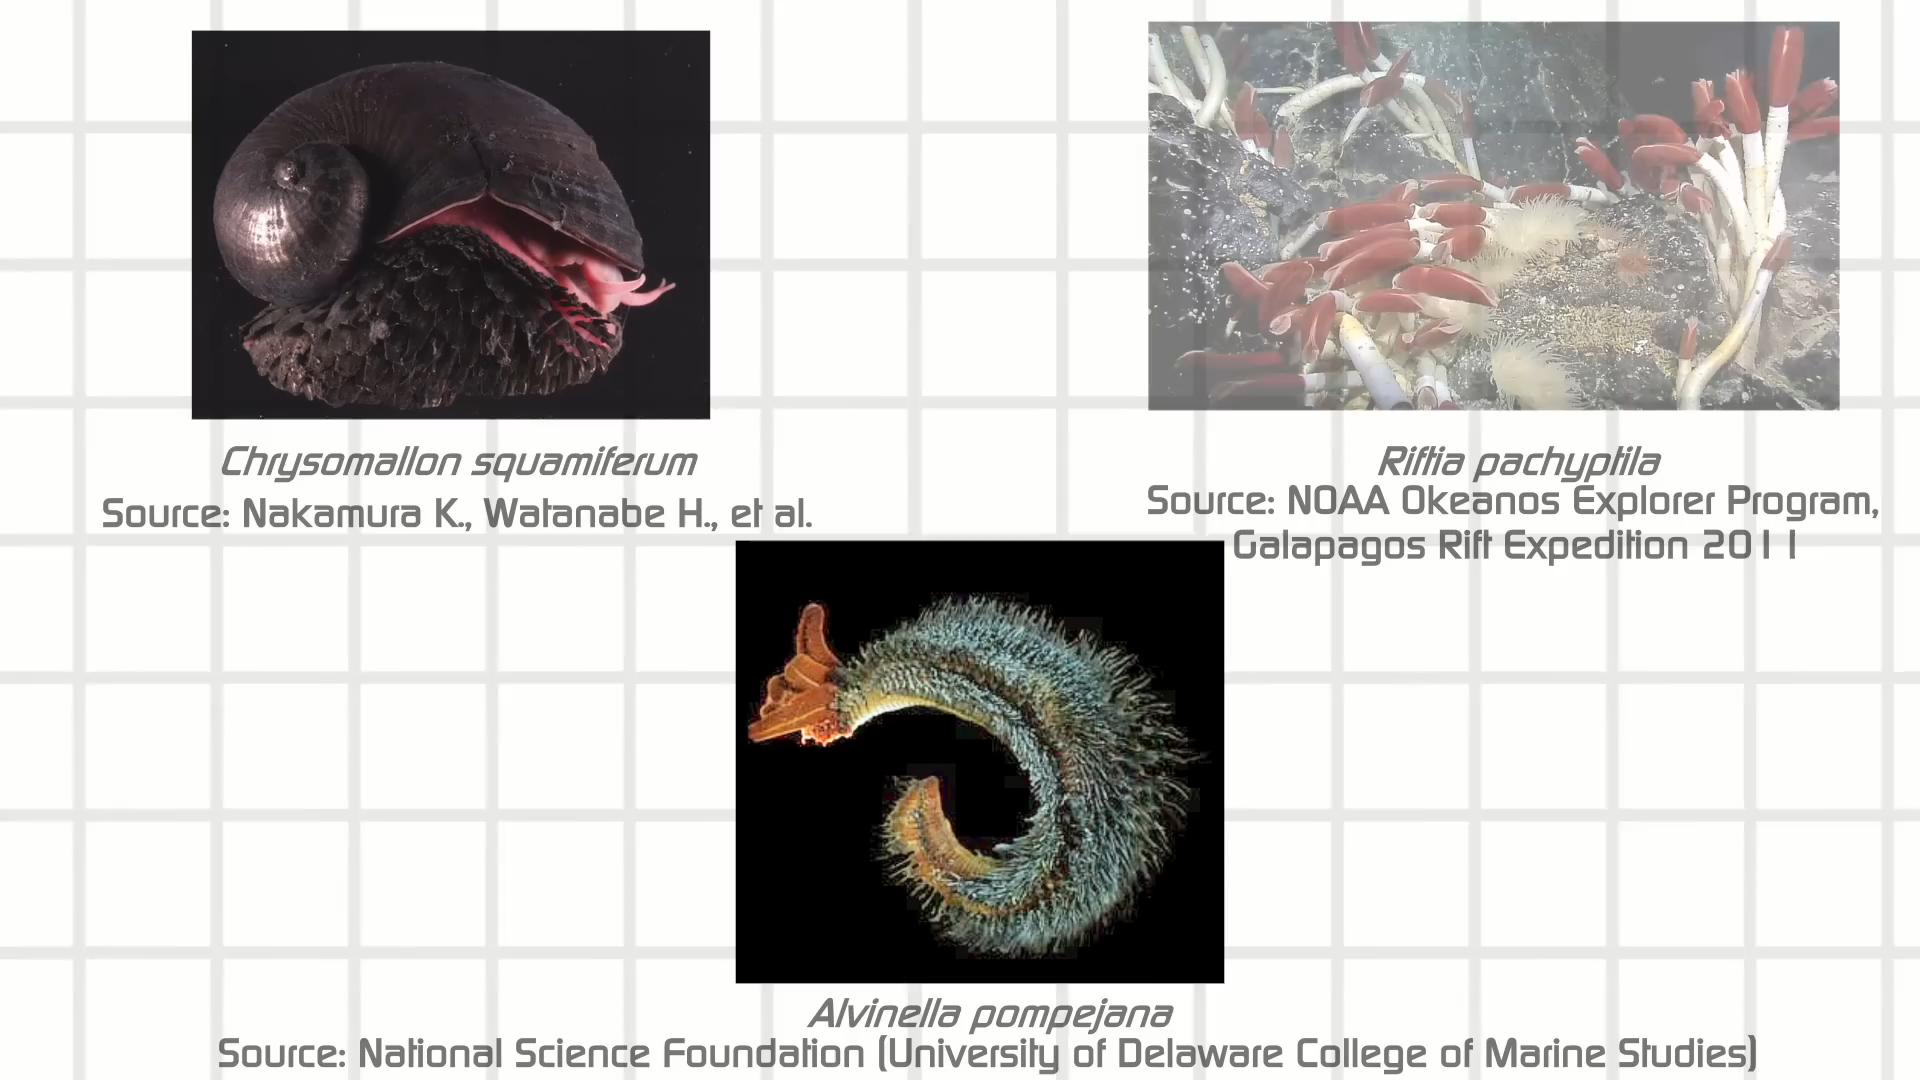 Chrysomallon squamiferum
Source: Nakamura K., Watanabe H., et al.
Riftia pachyptila
Source: NOAA Okeanos Explorer Program,
Galapagos Rift Expedition 2011
Alvinella pompejana
Source: National Science Foundation (University of Delaware College of Marine Studies)